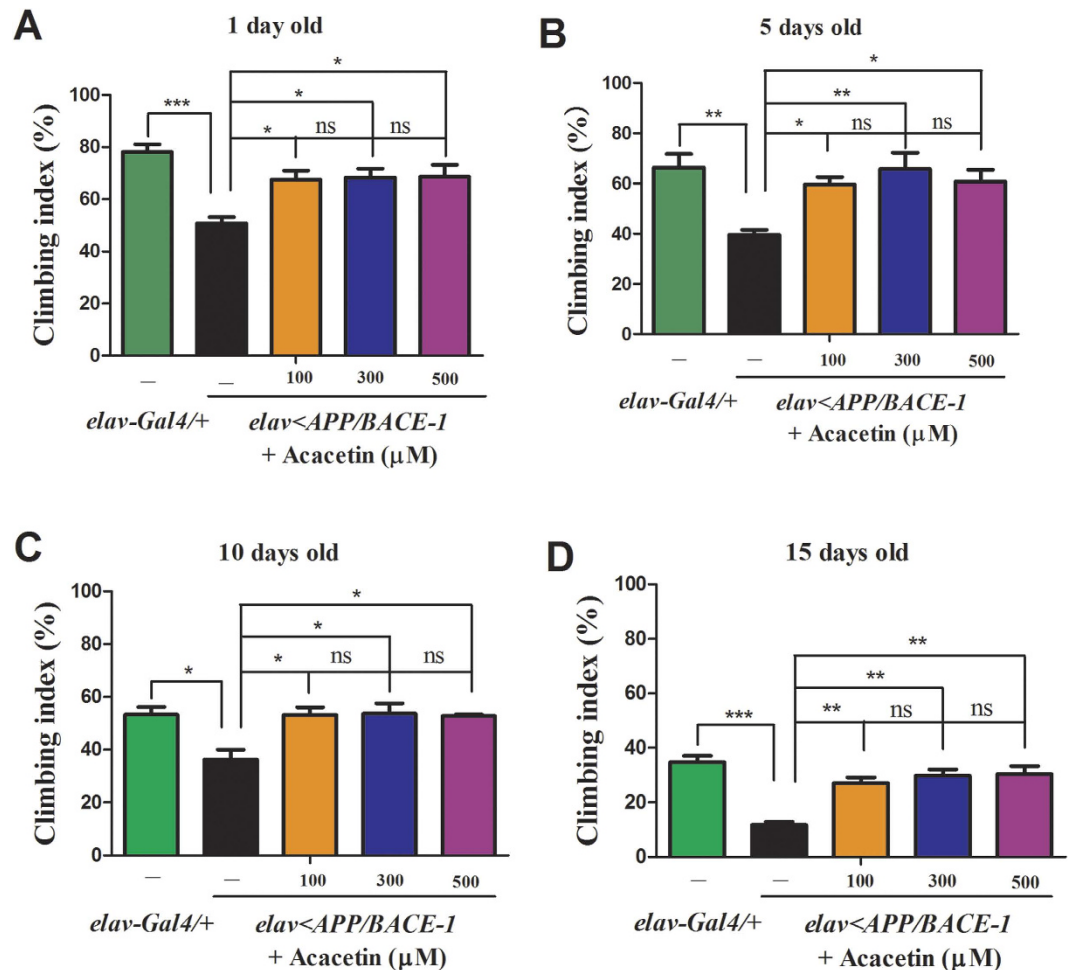 A
1 day old
Climbing index (%)
100
80
60
40
20
0
***
*
*
*
ns
ns
—
—
100
300
500
elav-Gal4/+
elav<APP/BACE-1
+ Acacetin (μM)
B
5 days old
Climbing index (%)
100
80
60
40
20
0
**
*
**
*
ns
ns
—
—
100
300
500
elav-Gal4/+
elav<APP/BACE-1
+ Acacetin (μM)
C
10 days old
Climbing index (%)
100
80
60
40
20
0
*
*
*
*
ns
ns
—
—
100
300
500
elav-Gal4/+
elav<APP/BACE-1
+ Acacetin (μM)
D
15 days old
Climbing index (%)
100
80
60
40
20
0
***
**
**
**
ns
ns
—
—
100
300
500
elav-Gal4/+
elav<APP/BACE-1
+ Acacetin (μM)